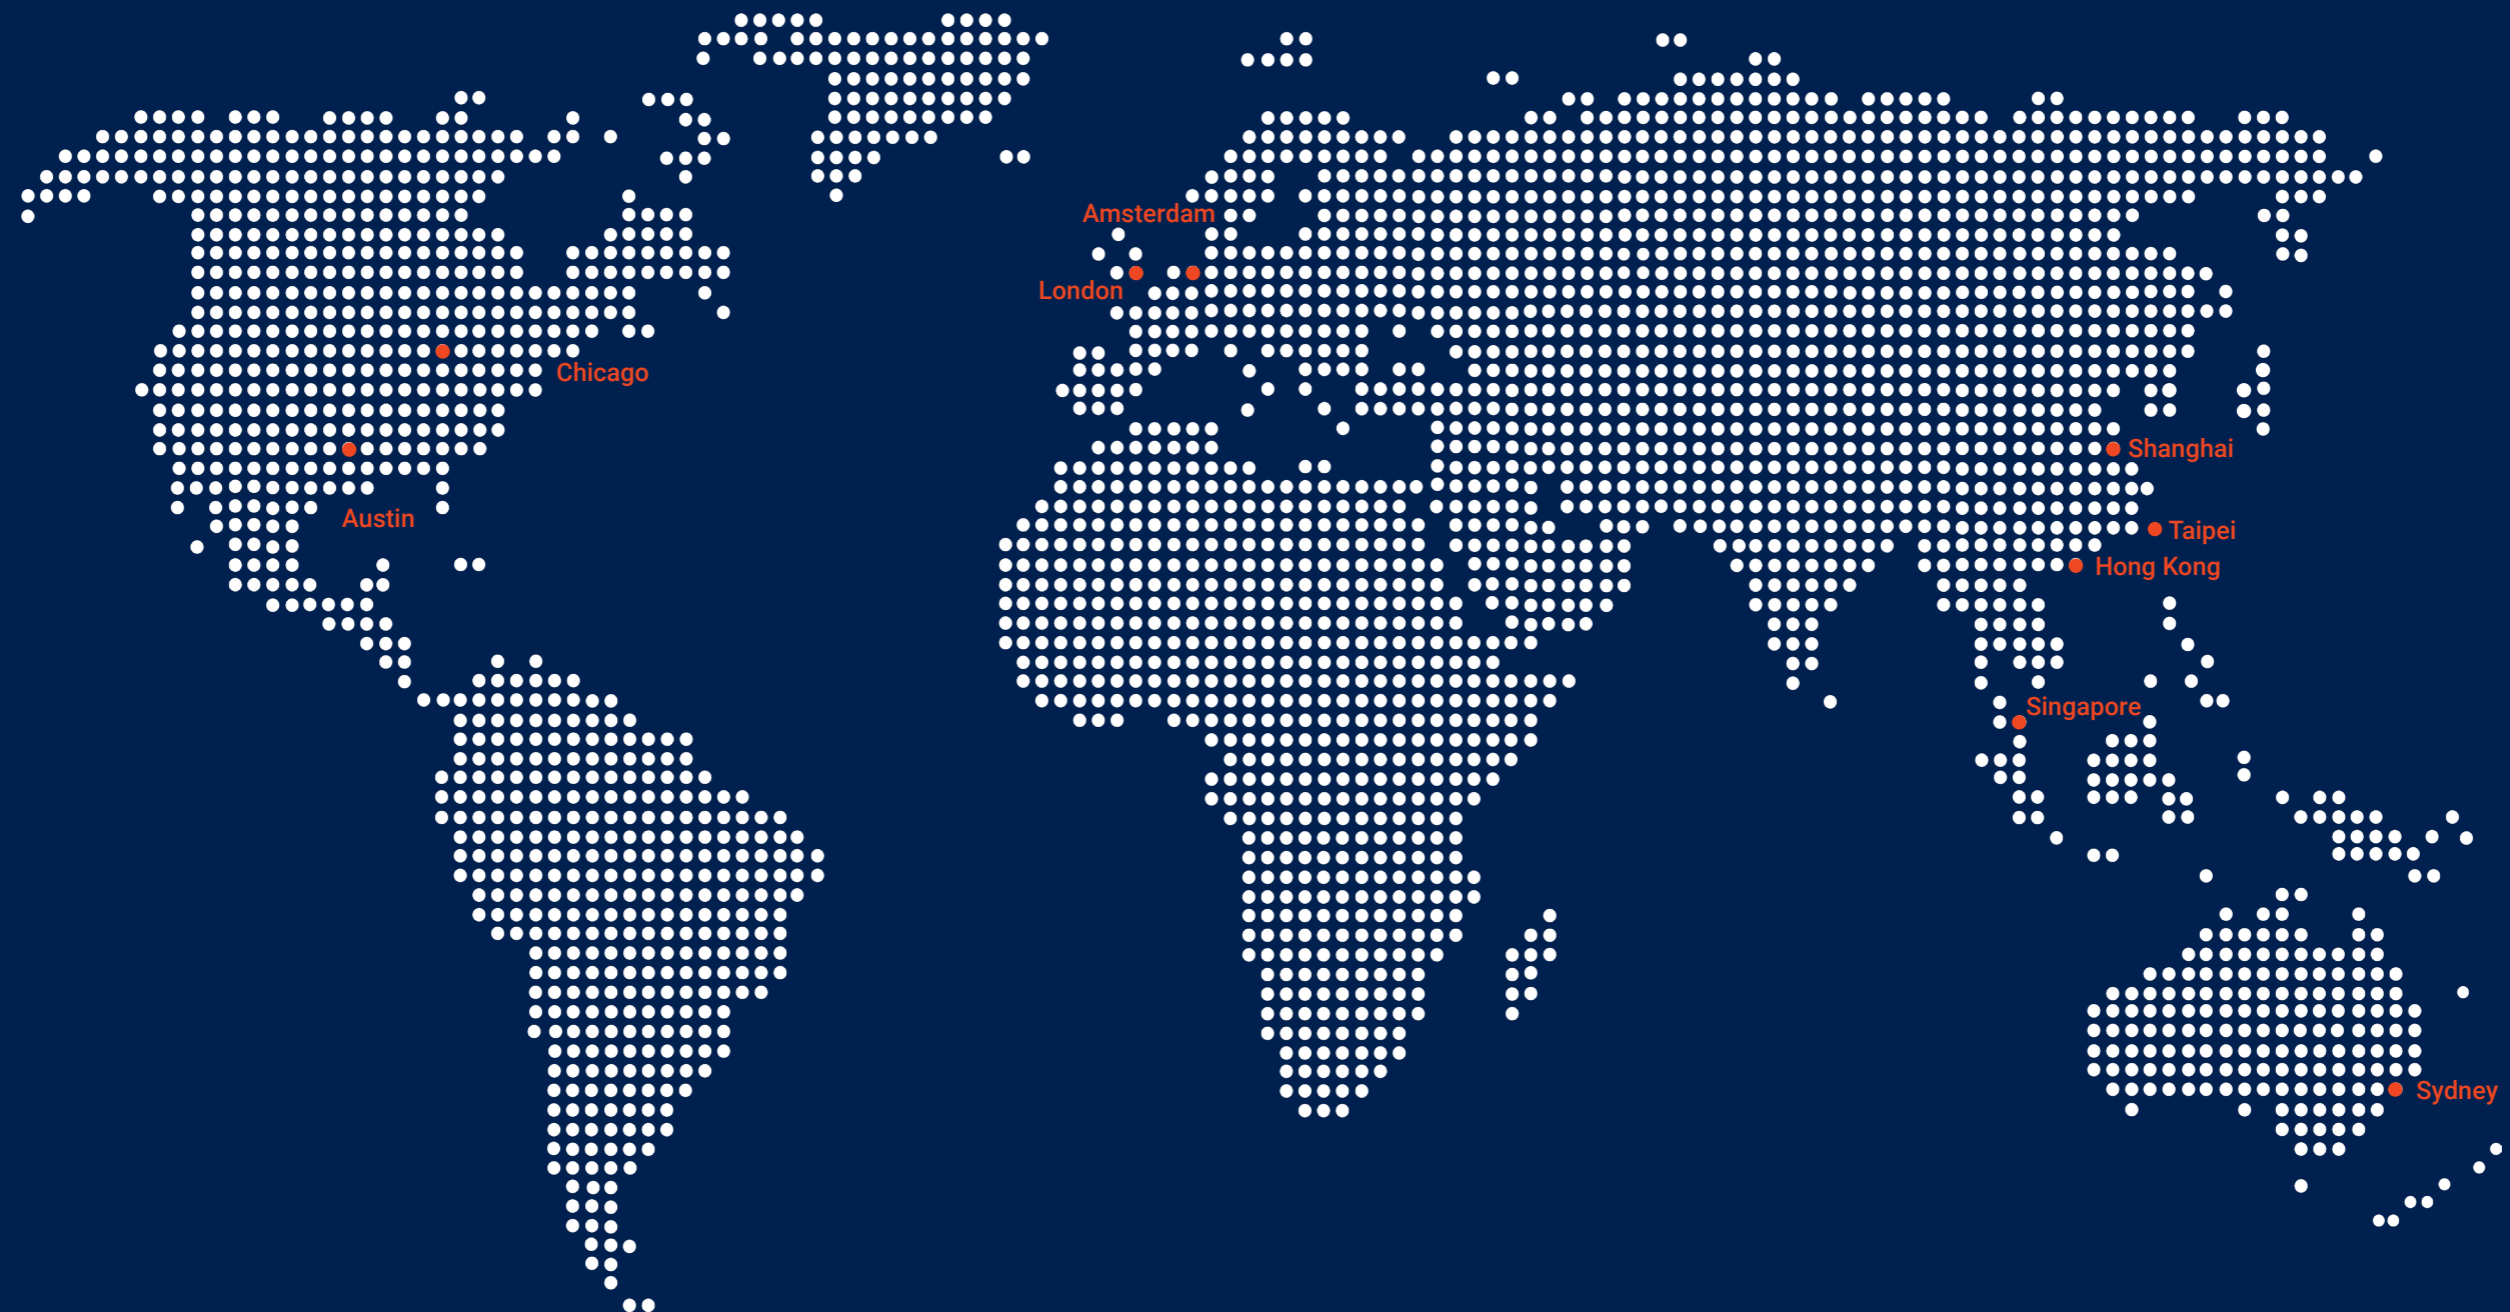 Amsterdam
London
Chicago
Shanghai
Austin
Taipei
Hong Kong
Singapore
Sydney